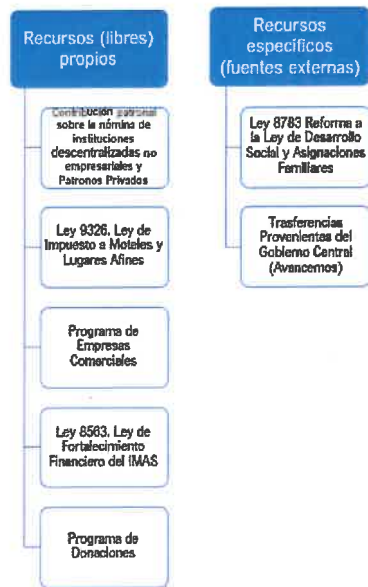 Recursos (libres)
propios
Contribución patronal
sobre la nómina de
instituciones
descentralizadas no
empresariales y
Patronos Privados
Ley 9326. Ley de
Impuesto a Moteles y
Lugares Afines
Programa de
Empresas
Comerciales
Ley 8563. Ley de
Fortalecimiento
Financiero del IMAS
Programa de
Donaciones
Recursos
específicos
(fuentes externas)
Ley 8783 Reforma a
la Ley de Desarrollo
Social y Asignaciones
Familiares
Trasferencias
Provenientes del
Gobierno Central
(Avancemos)